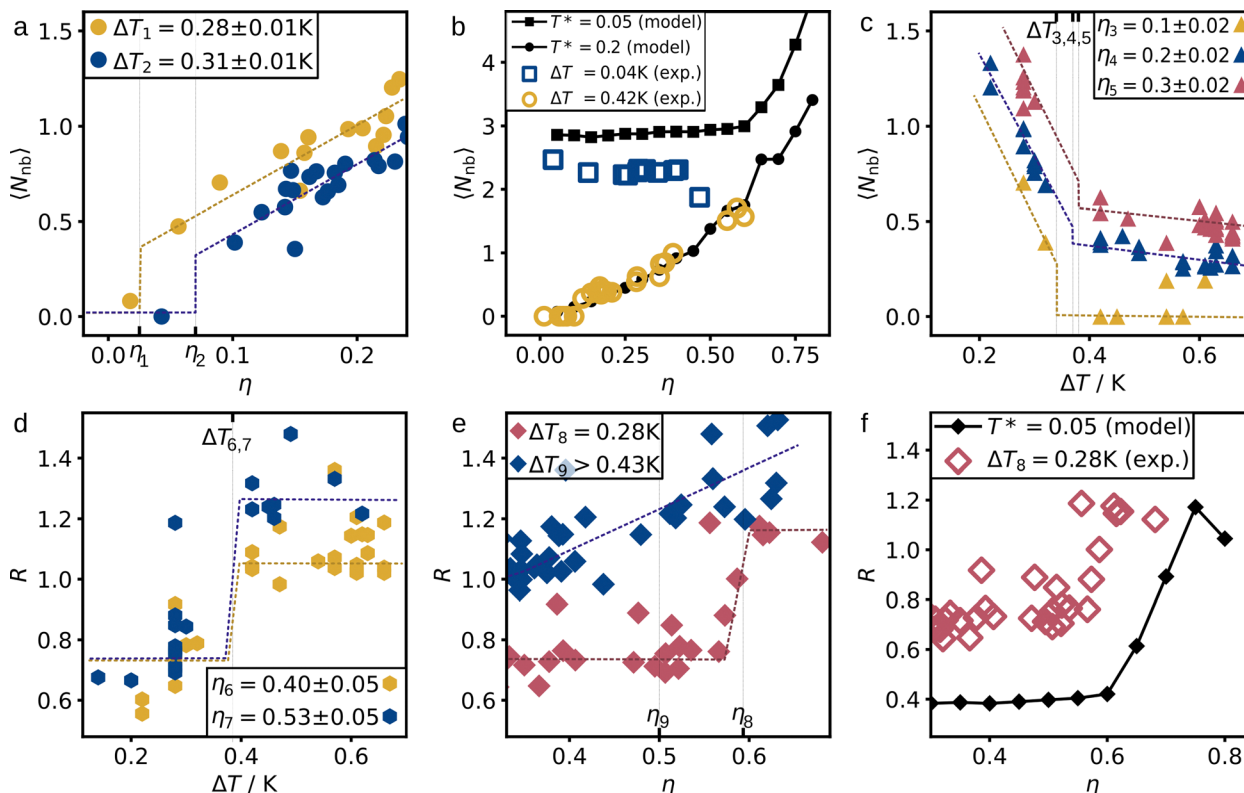 a
ΔT₁ = 0.28±0.01K
ΔT₂ = 0.31±0.01K
1.5
1.0
0.5
0.0
⟨N_nb⟩
0.0 η₁ η₂ 0.1 0.2
η
b
T* = 0.05 (model)
T* = 0.2 (model)
ΔT = 0.04K (exp.)
ΔT = 0.42K (exp.)
4
3
2
1
0
⟨N_nb⟩
0.00 0.25 0.50 0.75
η
c
ΔT₃,₄,₅
η₃ = 0.1±0.02
η₄ = 0.2±0.02
η₅ = 0.3±0.02
1.5
1.0
0.5
0.0
⟨N_nb⟩
0.2 0.4 0.6
ΔT / K
d
ΔT₆,₇
η₆ = 0.40±0.05
η₇ = 0.53±0.05
1.4
1.2
1.0
0.8
0.6
R
0.2 0.4 0.6
ΔT / K
e
ΔT₈ = 0.28K
ΔT₉ > 0.43K
η₉ η₈
1.4
1.2
1.0
0.8
0.6
R
0.4 0.5 0.6
η
f
T* = 0.05 (model)
ΔT₈ = 0.28K (exp.)
1.4
1.2
1.0
0.8
0.6
0.4
R
0.4 0.6 0.8
η